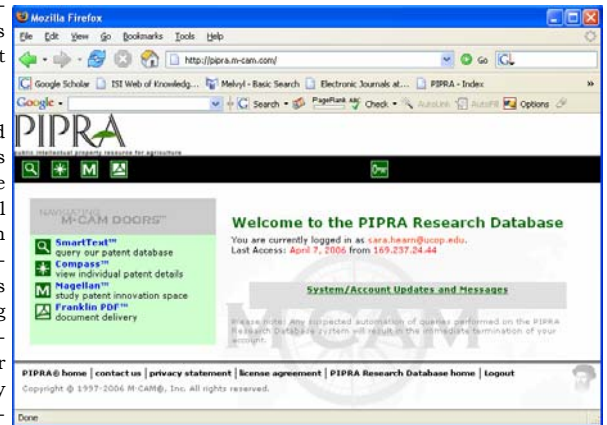 Mozilla Firefox
File Edit View Go Bookmarks Tools Help
http://pipra.m-cam.com/ Go
Google Scholar ISI Web of Knowledg... Melvyl - Basic Search Electronic Journals at... PIPRA - Index »
Google Search PageRank ABC Check AutoLink AutoFill Options
PIPRA
public intellectual property resource for agriculture
M
NAVIGATING
M·CAM DOORS™
Welcome to the PIPRA Research Database
You are currently logged in as sara.hearn@ucop.edu.
Last Access: April 7, 2006 from 169.237.24.44
SmartText™
query our patent database
Compass™
view individual patent details
M Magellan™
study patent innovation space
Franklin PDF™
document delivery
System/Account Updates and Messages
M·CAM
Please note: Any suspected automation of queries performed on the PIPRA
Research Database system will result in the immediate termination of your
account.
PIPRA® home | contact us | privacy statement | license agreement | PIPRA Research Database home | Logout
Copyright © 1997-2006 M·CAM®, Inc. All rights reserved.
Done